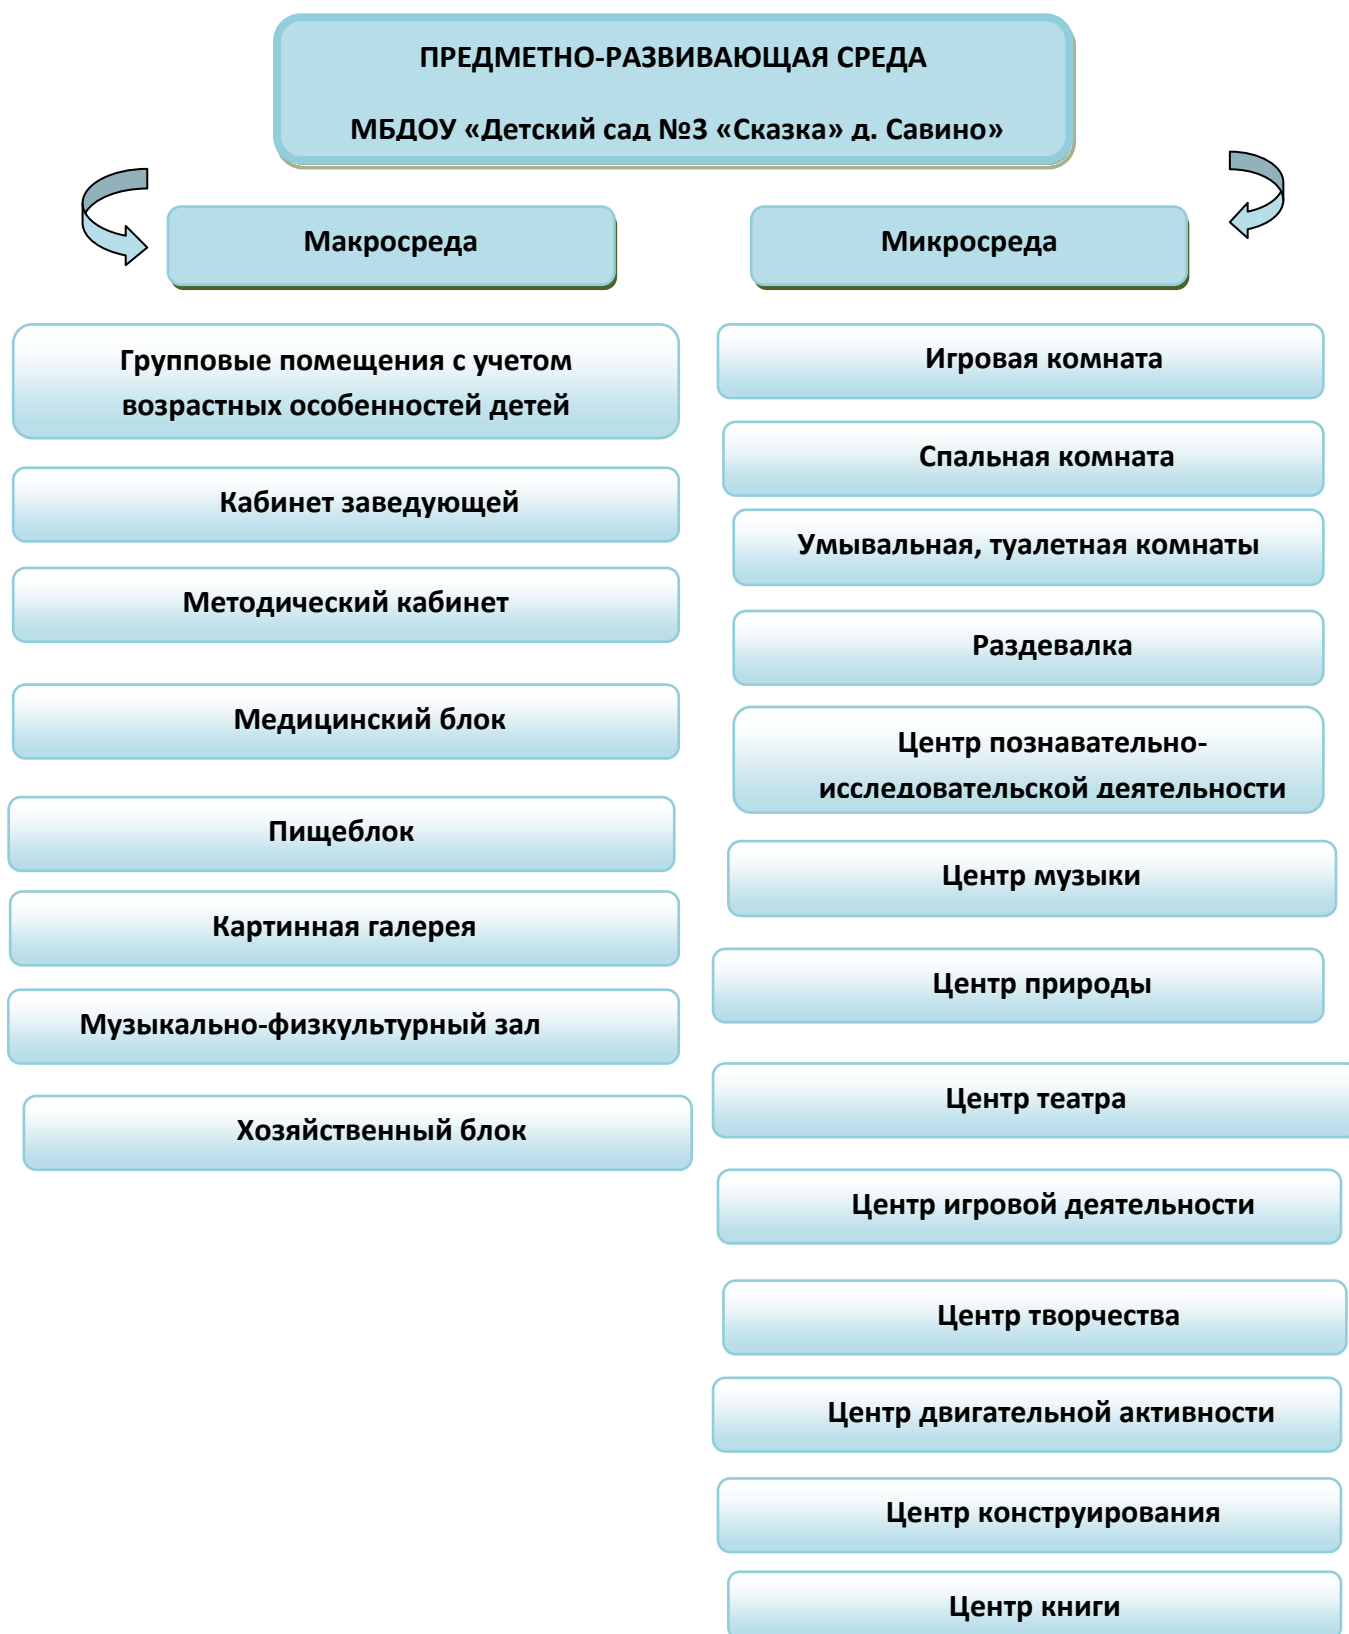 ПРЕДМЕТНО-РАЗВИВАЮЩАЯ СРЕДА
МБДОУ «Детский сад №3 «Сказка» д. Савино»
Макросреда
Групповые помещения с учетом
возрастных особенностей детей
Кабинет заведующей
Методический кабинет
Медицинский блок
Пищеблок
Картинная галерея
Музыкально-физкультурный зал
Хозяйственный блок
Микросреда
Игровая комната
Спальная комната
Умывальная, туалетная комнаты
Раздевалка
Центр познавательно-
исследовательской деятельности
Центр музыки
Центр природы
Центр театра
Центр игровой деятельности
Центр творчества
Центр двигательной активности
Центр конструирования
Центр книги